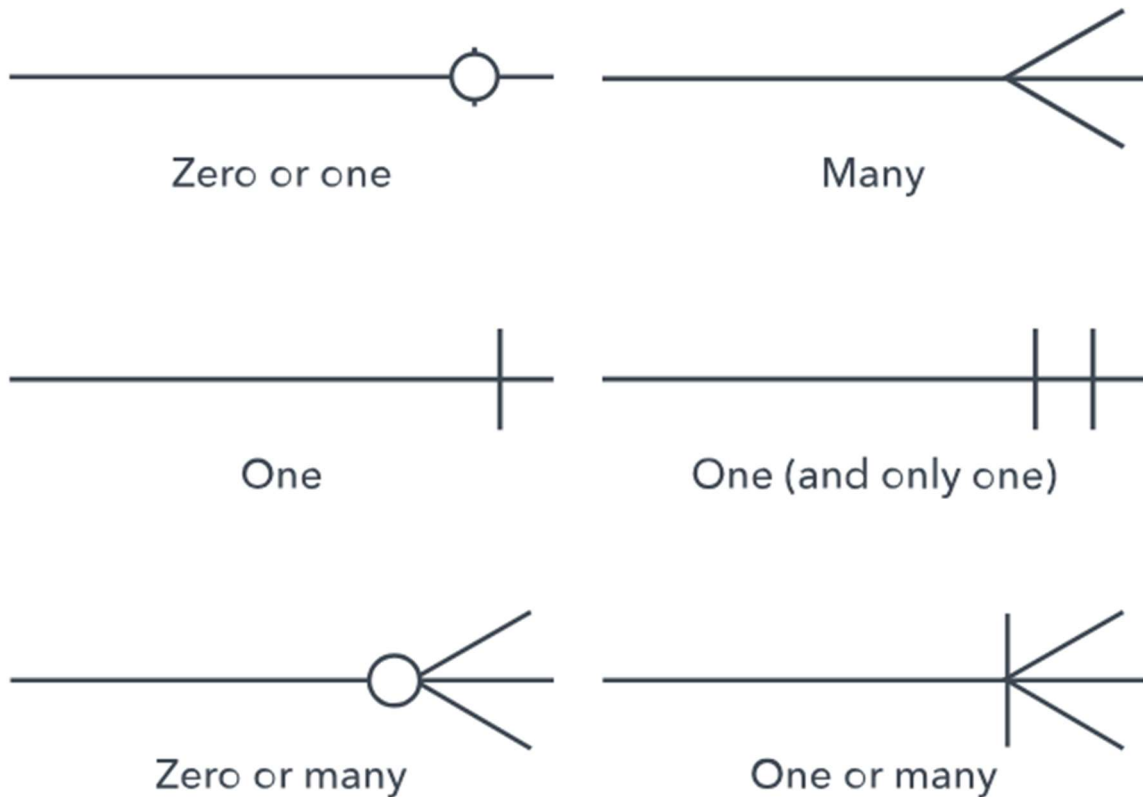 Zero or one
Many
One
One (and only one)
Zero or many
One or many